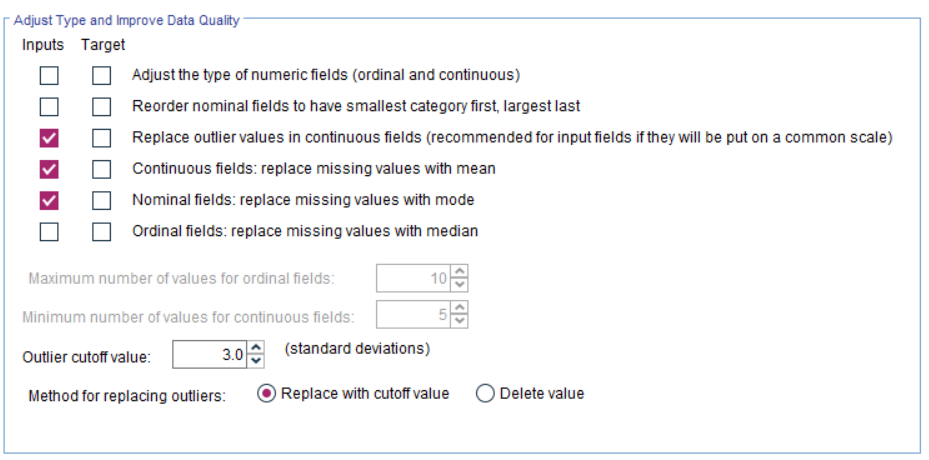 Adjust Type and Improve Data Quality
Inputs Target
Adjust the type of numeric fields (ordinal and continuous)
Reorder nominal fields to have smallest category first, largest last
Replace outlier values in continuous fields (recommended for input fields if they will be put on a common scale)
Continuous fields: replace missing values with mean
Nominal fields: replace missing values with mode
Ordinal fields: replace missing values with median
Maximum number of values for ordinal fields: 10
Minimum number of values for continuous fields: 5
Outlier cutoff value: 3.0 (standard deviations)
Method for replacing outliers: Replace with cutoff value Delete value